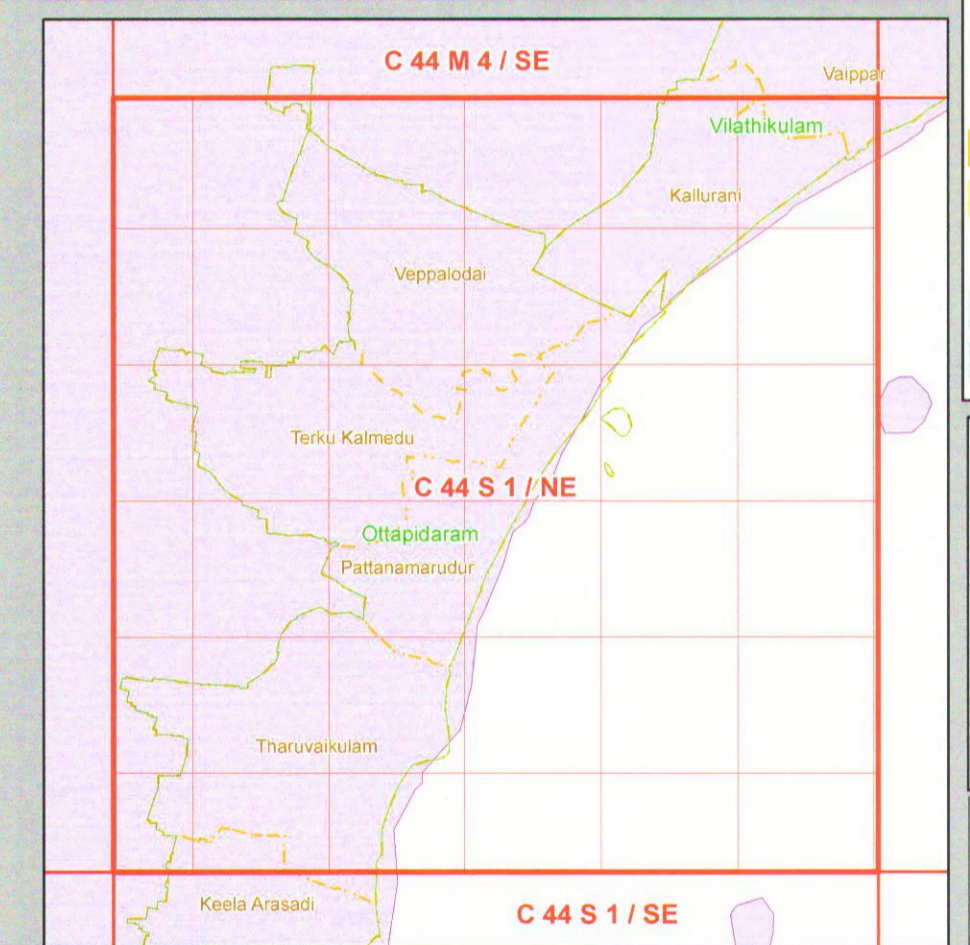 C 44 M 4 / SE
Vaippar
Vilathikulam
Kallurani
Veppalodai
Terku Kalmedu
C 44 S 1 / NE
Ottapidaram
Pattanamarudur
Tharuvaikulam
Keela Arasadi
C 44 S 1 / SE